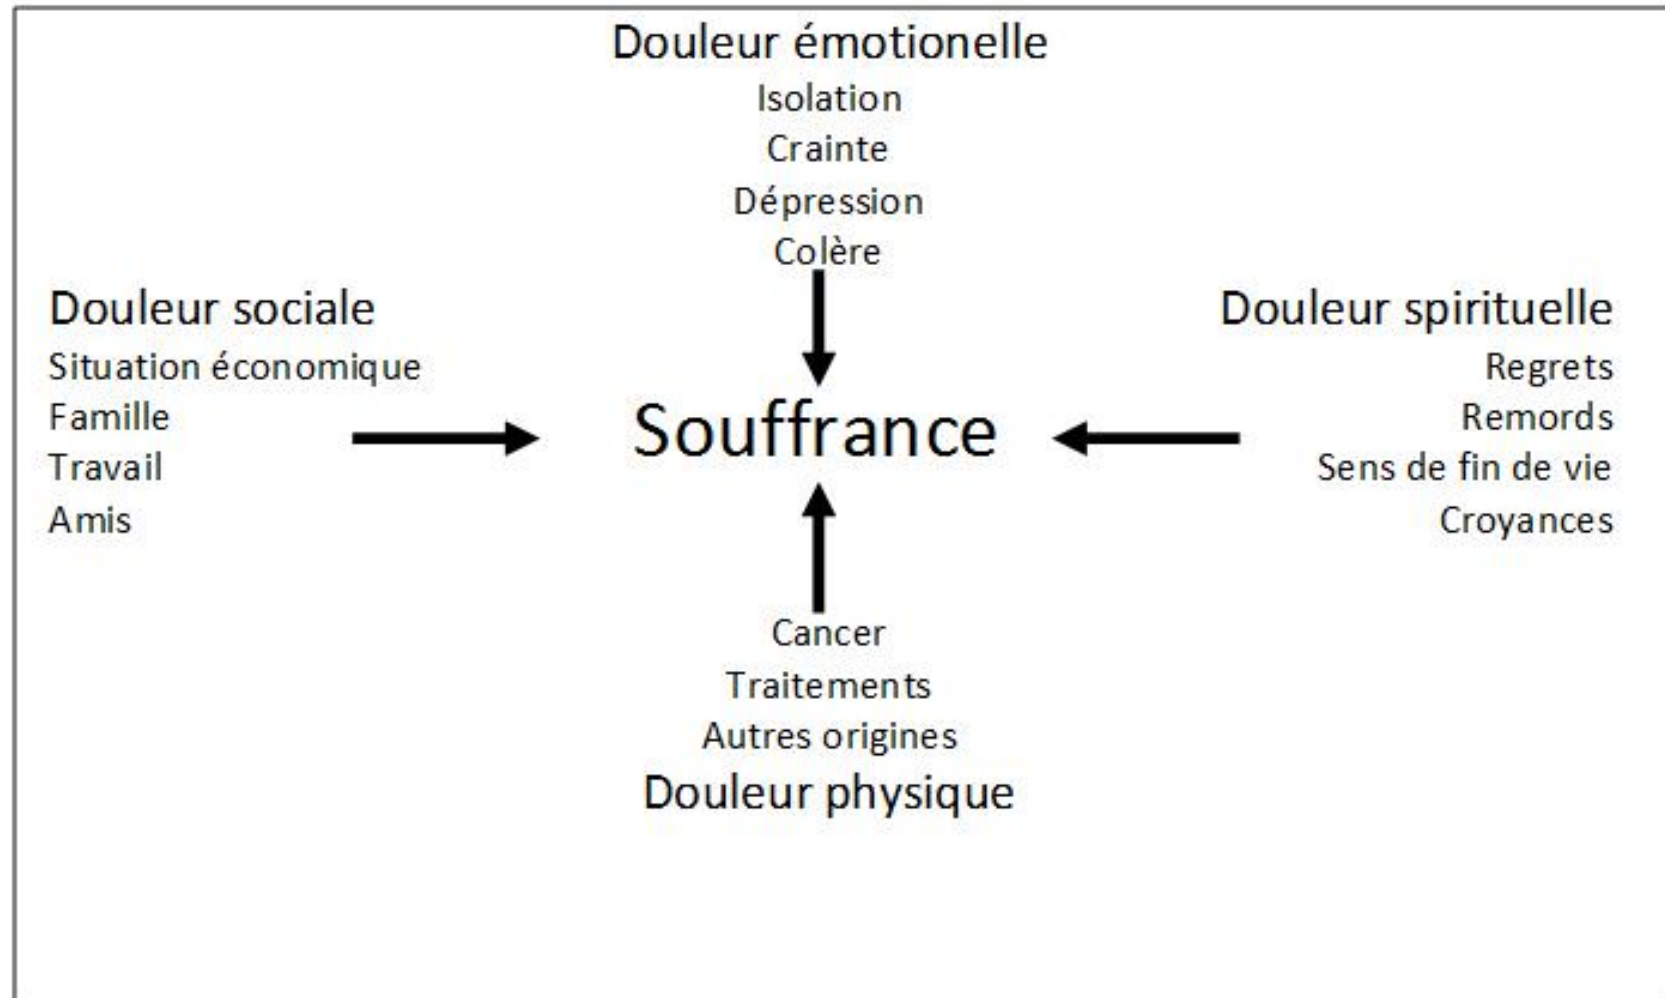 Douleur émotionelle
Isolation
Crainte
Dépression
Colère
Douleur sociale
Situation économique
Famille
Travail
Amis
Souffrance
Douleur spirituelle
Regrets
Remords
Sens de fin de vie
Croyances
Cancer
Traitements
Autres origines
Douleur physique